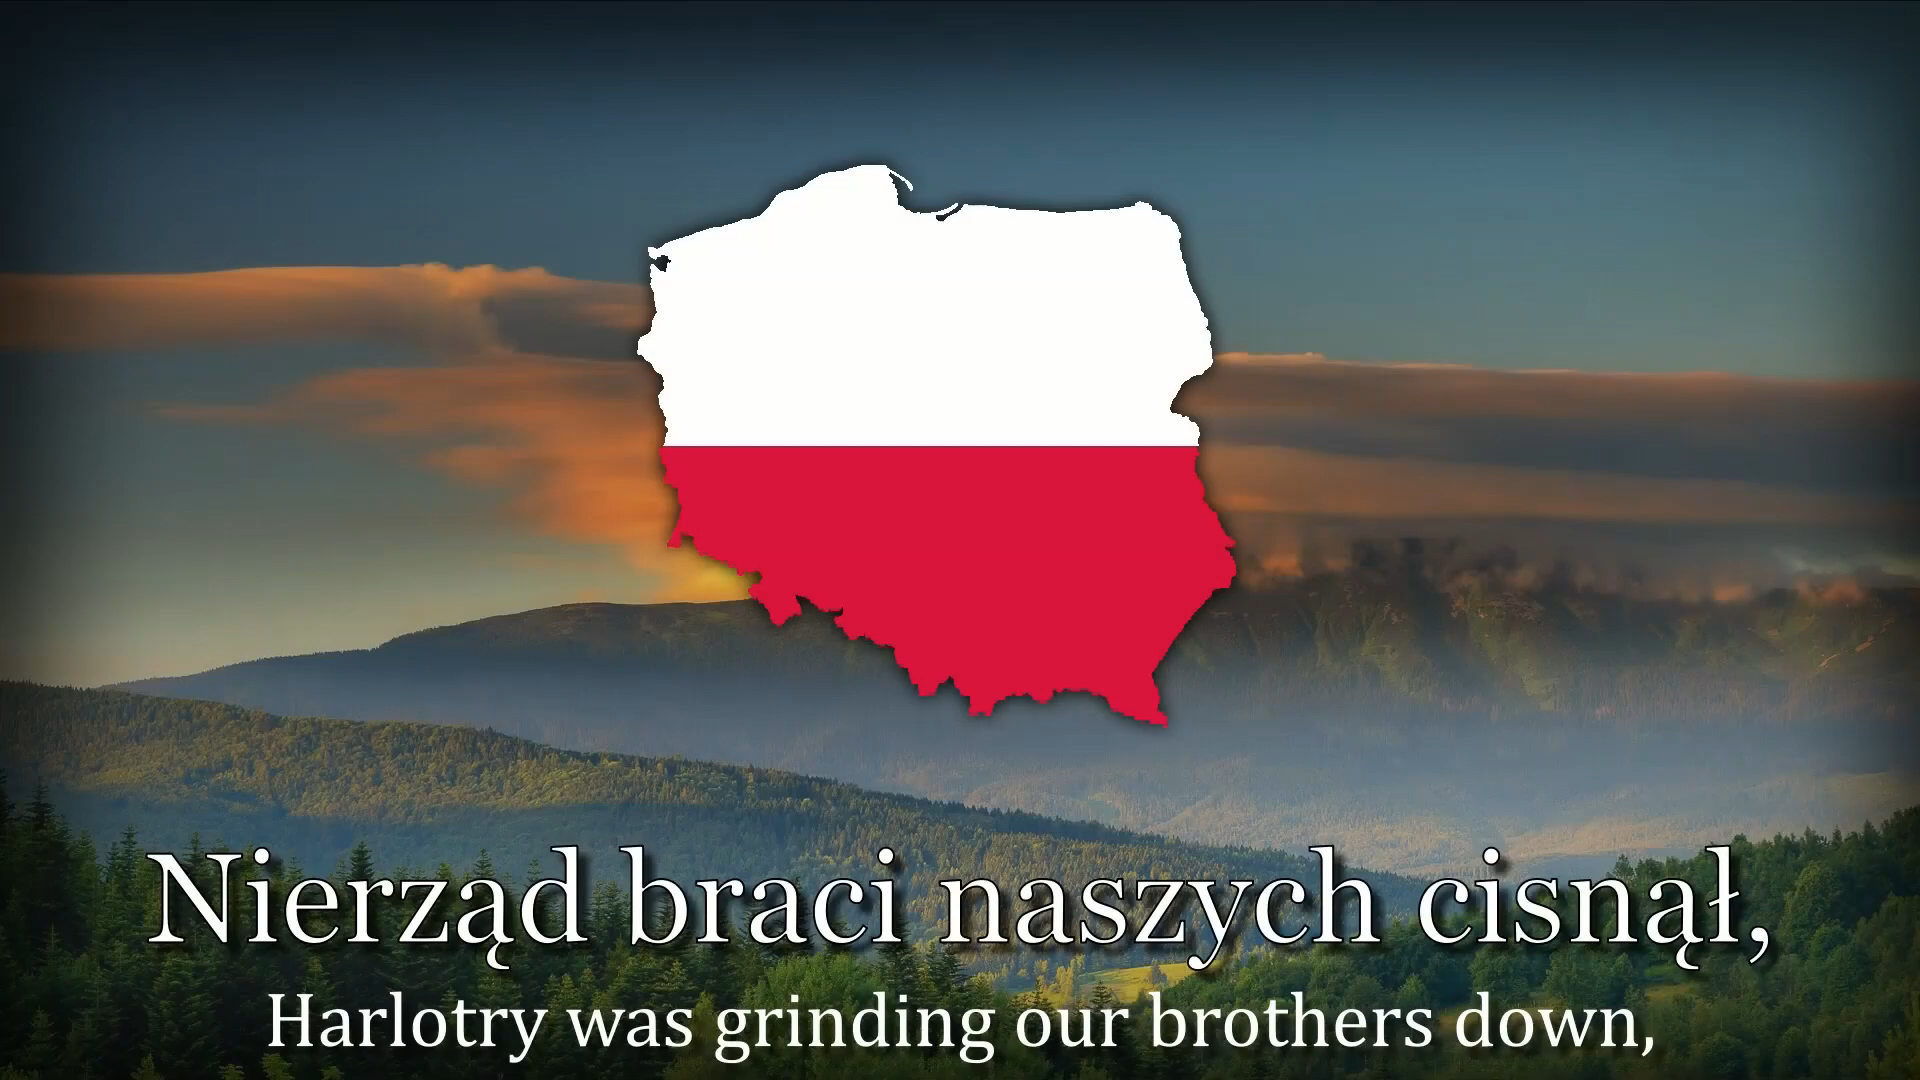 Nierząd braci naszych cisnął,
Harlotry was grinding our brothers down,